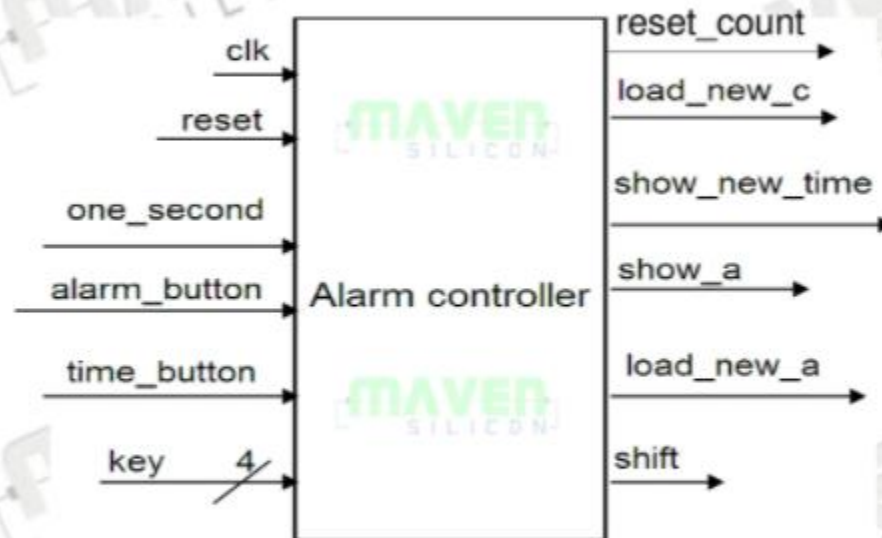 clk
reset
one_second
alarm_button
time_button
key 4
MAVEN
SILICON
Alarm controller
MAVEN
SILICON
reset_count
load_new_c
show_new_time
show_a
load_new_a
shift